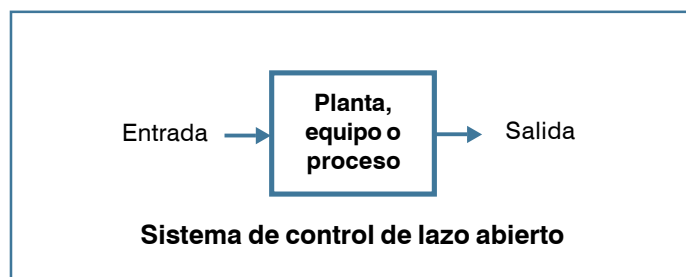 Entrada
Planta,
equipo o
proceso
Salida
Sistema de control de lazo abierto